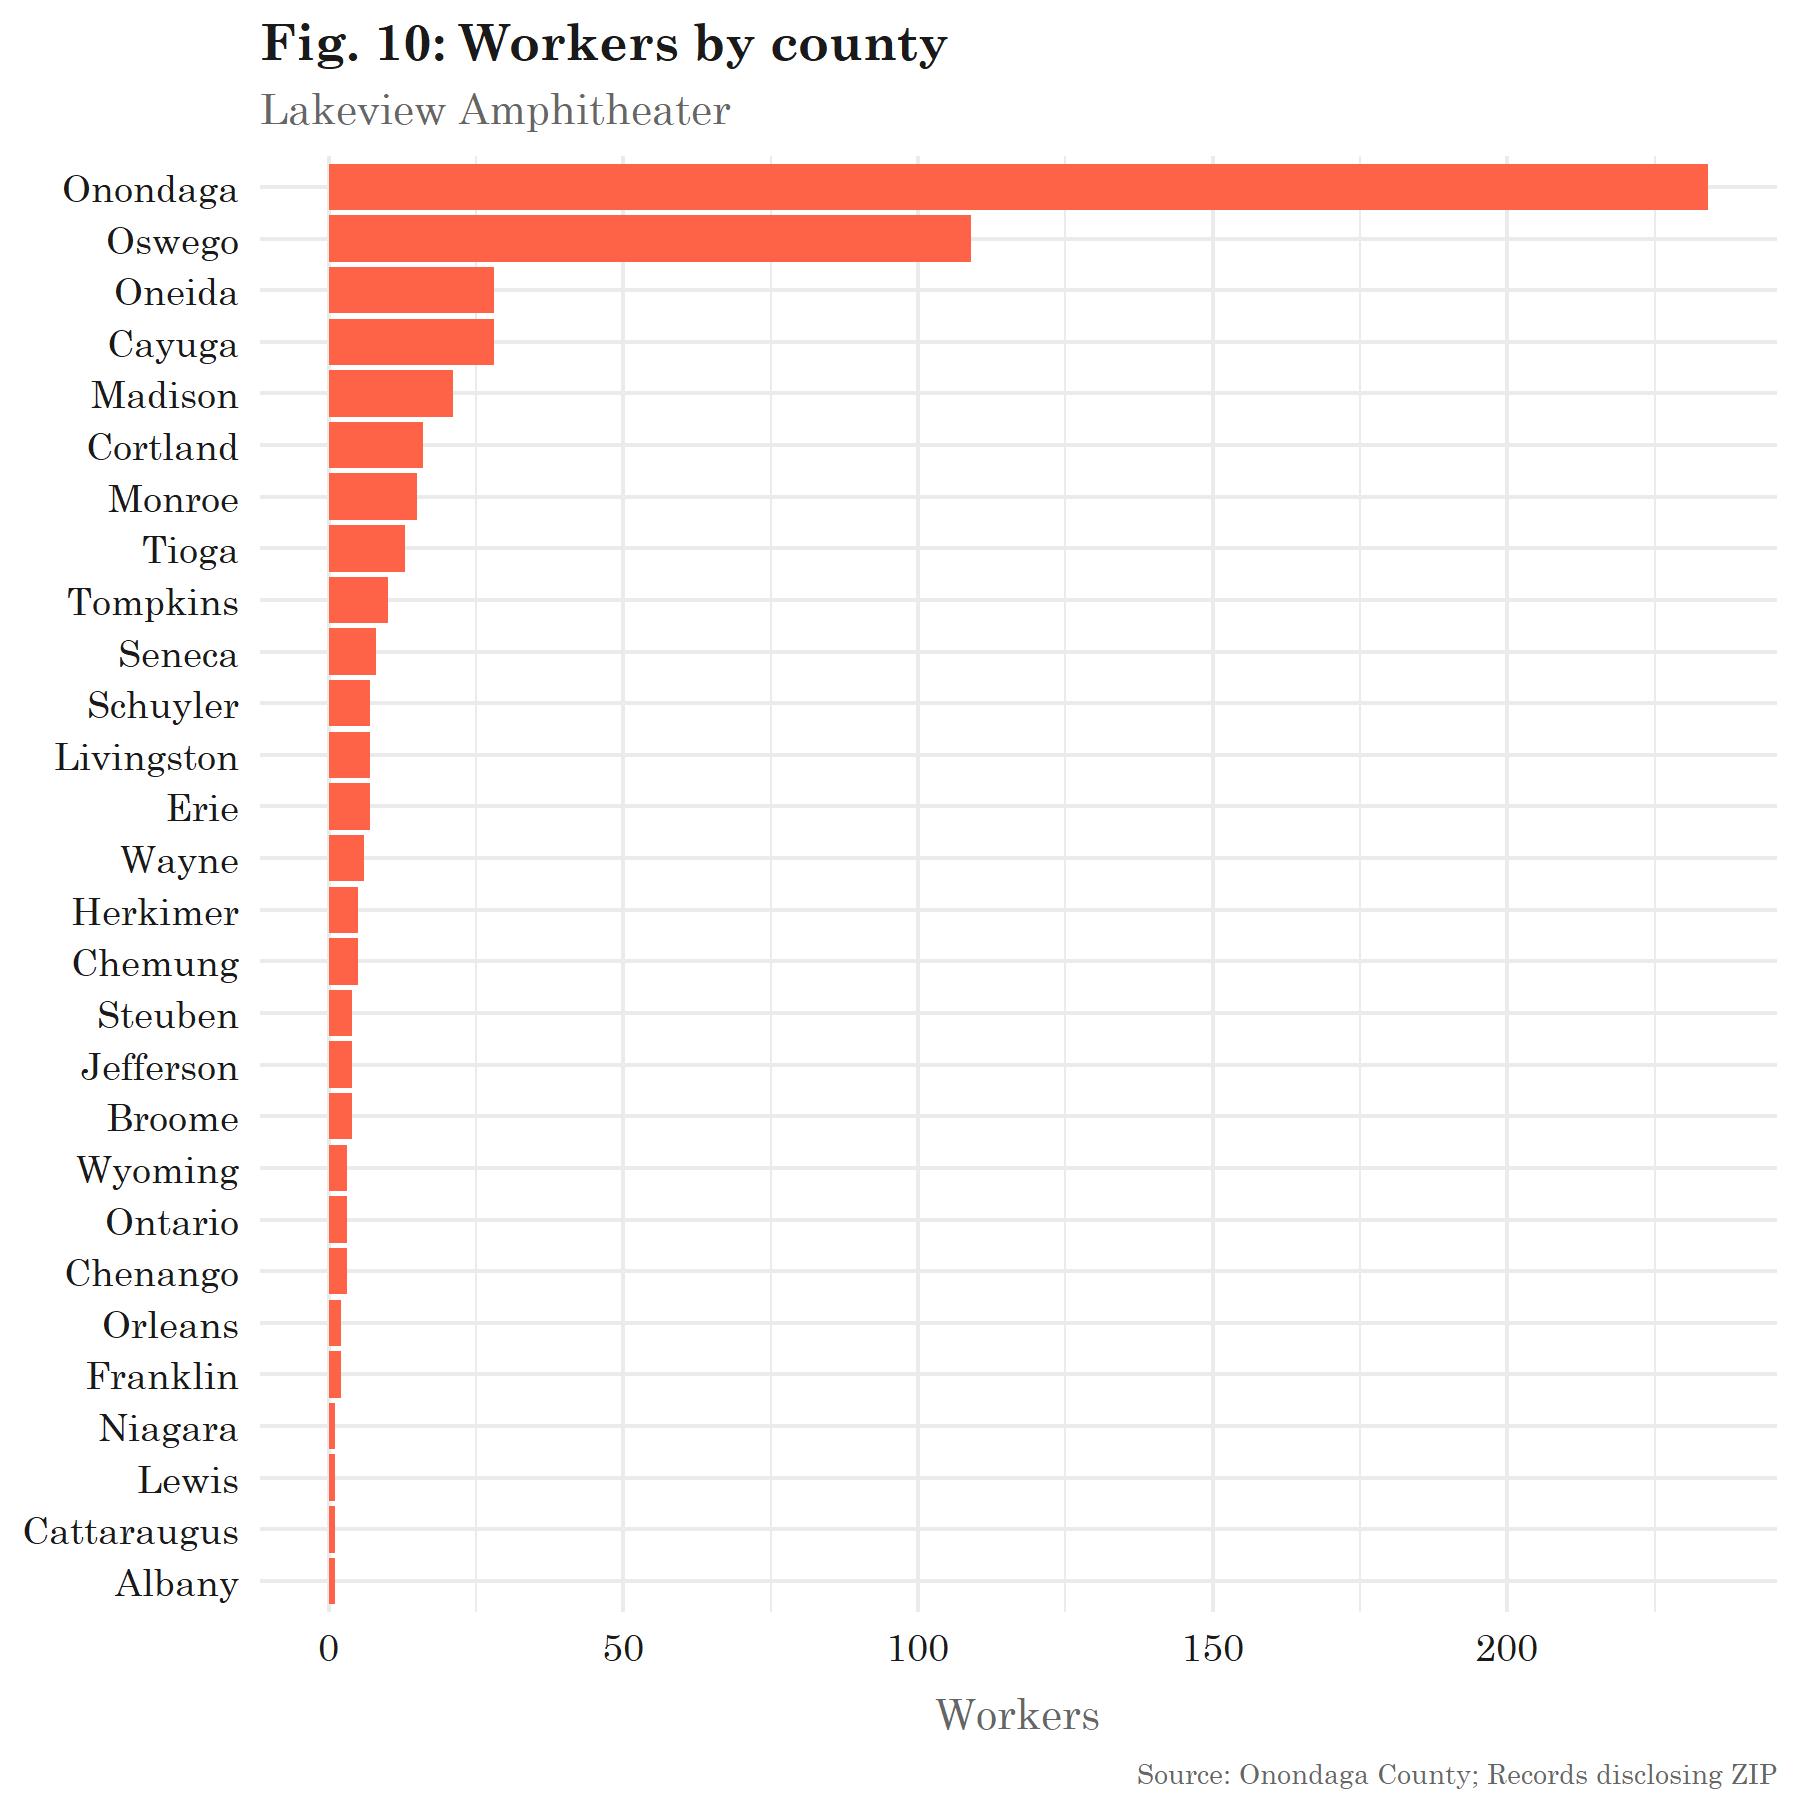 Fig. 10: Workers by county
Lakeview Amphitheater
Onondaga
Oswego
Oneida
Cayuga
Madison
Cortland
Monroe
Tioga
Tompkins
Seneca
Schuyler
Livingston
Erie
Wayne
Herkimer
Chemung
Steuben
Jefferson
Broome
Wyoming
Ontario
Chenango
Orleans
Franklin
Niagara
Lewis
Cattaraugus
Albany
0 50 100 150 200
Workers
Source: Onondaga County; Records disclosing ZIP